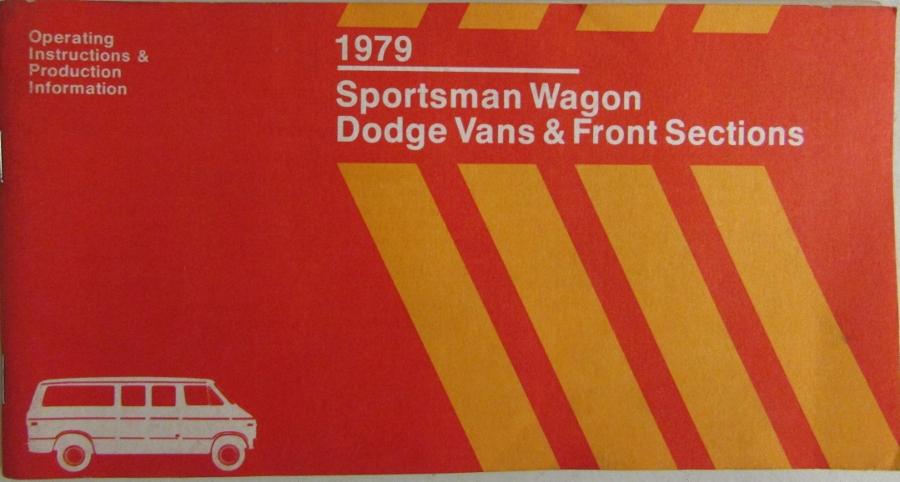 Operating
Instructions &
Production
Information
1979
Sportsman Wagon
Dodge Vans & Front Sections